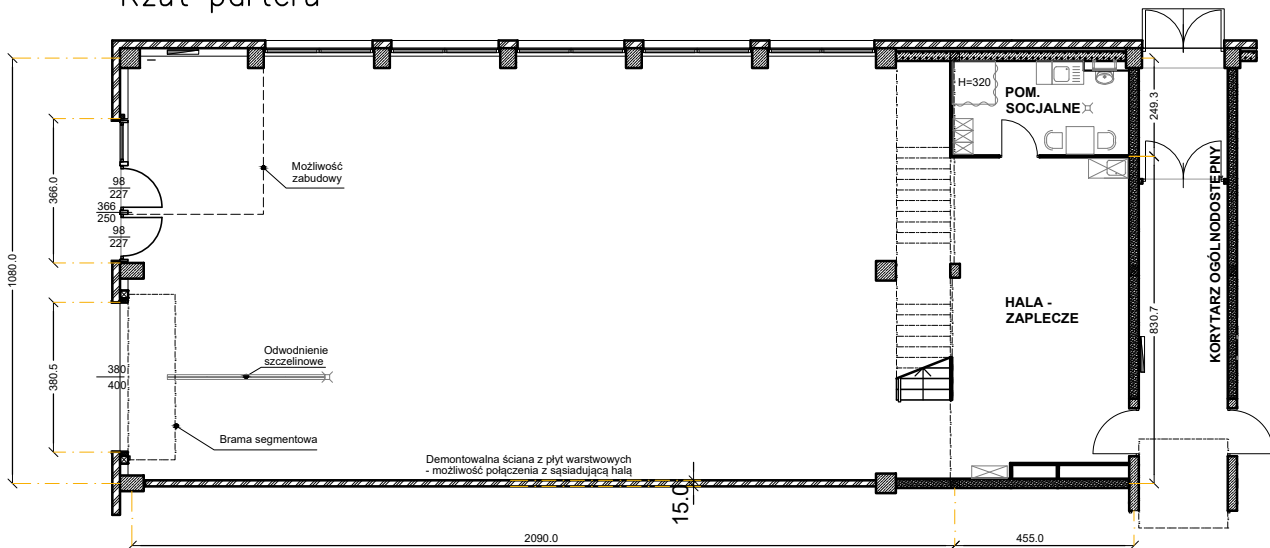 Rzut parteru
H=320
POM.
SOCJALNE
249.3
Możliwość
zabudowy
98
227
366
250
98
227
366.0
1080.0
KORYTARZ OGÓLNODOSTĘPNY
HALA -
ZAPLECZE
830.7
Odwodnienie
szczelinowe
380
400
380.5
Brama segmentowa
Demontowalna ściana z płyt warstwowych
- możliwość połączenia z sąsiadującą halą
15.0
2090.0
455.0